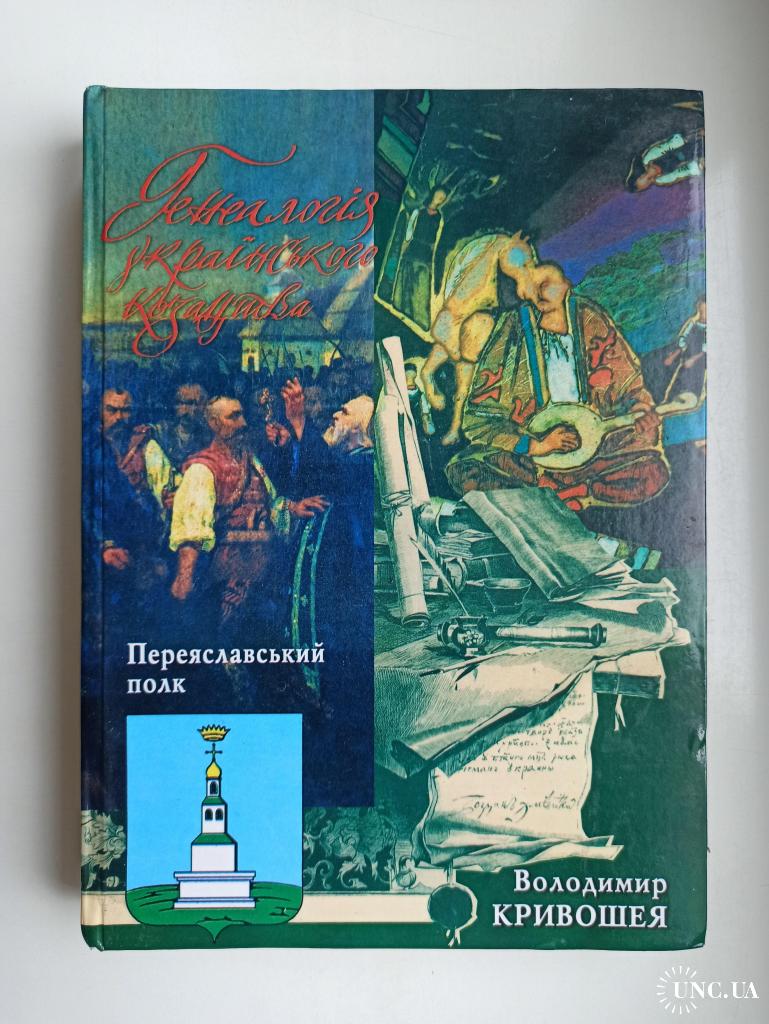 Генеалогія
українського
козацтва
Переяславський
полк
Володимир
КРИВОШЕЯ
UNC.UA